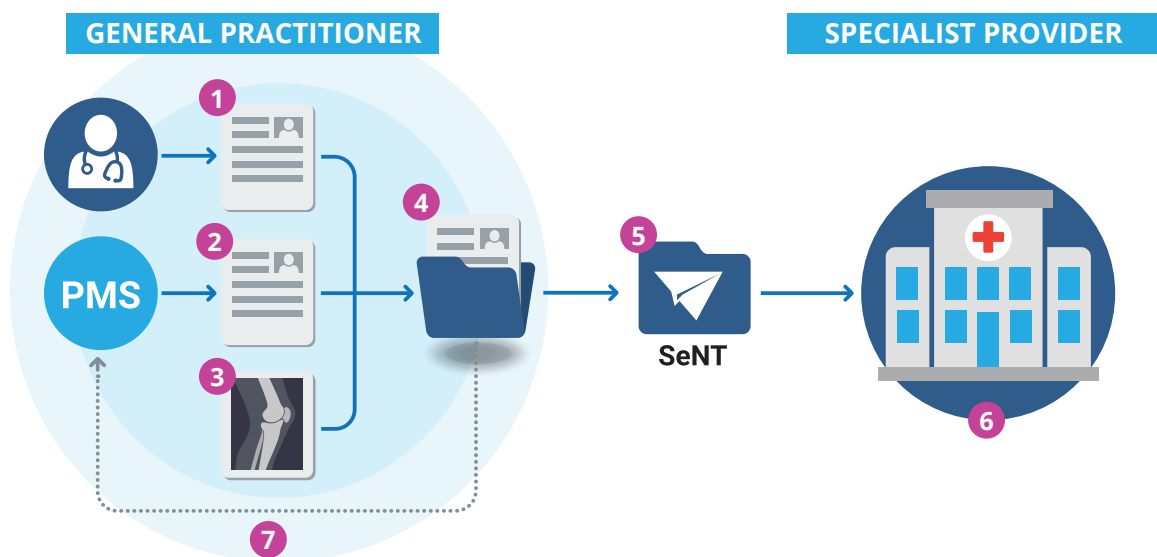 GENERAL PRACTITIONER
SPECIALIST PROVIDER
1
2
PMS
3
4
5
SeNT
6
7